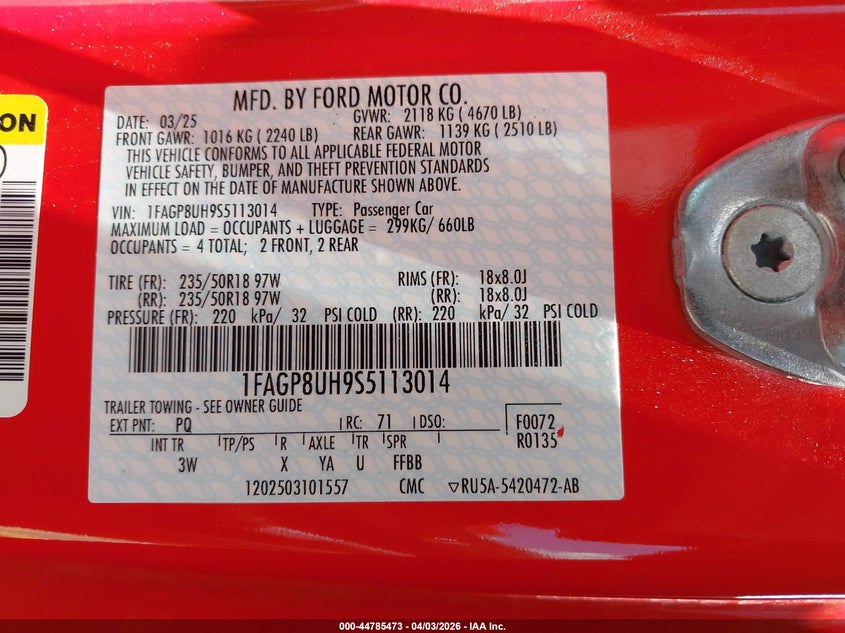 ON
MFD. BY FORD MOTOR CO.
DATE: 03/25 GVWR: 2118 KG ( 4670 LB)
FRONT GAWR: 1016 KG ( 2240 LB) REAR GAWR: 1139 KG ( 2510 LB)
THIS VEHICLE CONFORMS TO ALL APPLICABLE FEDERAL MOTOR
VEHICLE SAFETY, BUMPER, AND THEFT PREVENTION STANDARDS
IN EFFECT ON THE DATE OF MANUFACTURE SHOWN ABOVE.
VIN: 1FAGP8UH9S5113014 TYPE: Passenger Car
MAXIMUM LOAD = OCCUPANTS + LUGGAGE = 299KG/ 660LB
OCCUPANTS = 4 TOTAL; 2 FRONT, 2 REAR
TIRE (FR): 235/50R18 97W RIMS (FR): 18x8.0J
(RR): 235/50R18 97W (RR): 18x8.0J
PRESSURE (FR): 220 kPa/ 32 PSI COLD (RR): 220 kPa/ 32 PSI COLD
1FAGP8UH9S5113014
TRAILER TOWING - SEE OWNER GUIDE
EXT PNT: PQ RC: 71 DSO: F0072
INT TR TP/PS R AXLE TR SPR R0135
3W X YA U FFBB
1202503101557 CMC ▽RU5A-5420472-AB
000-44785473 - 04/03/2026 - IAA Inc.